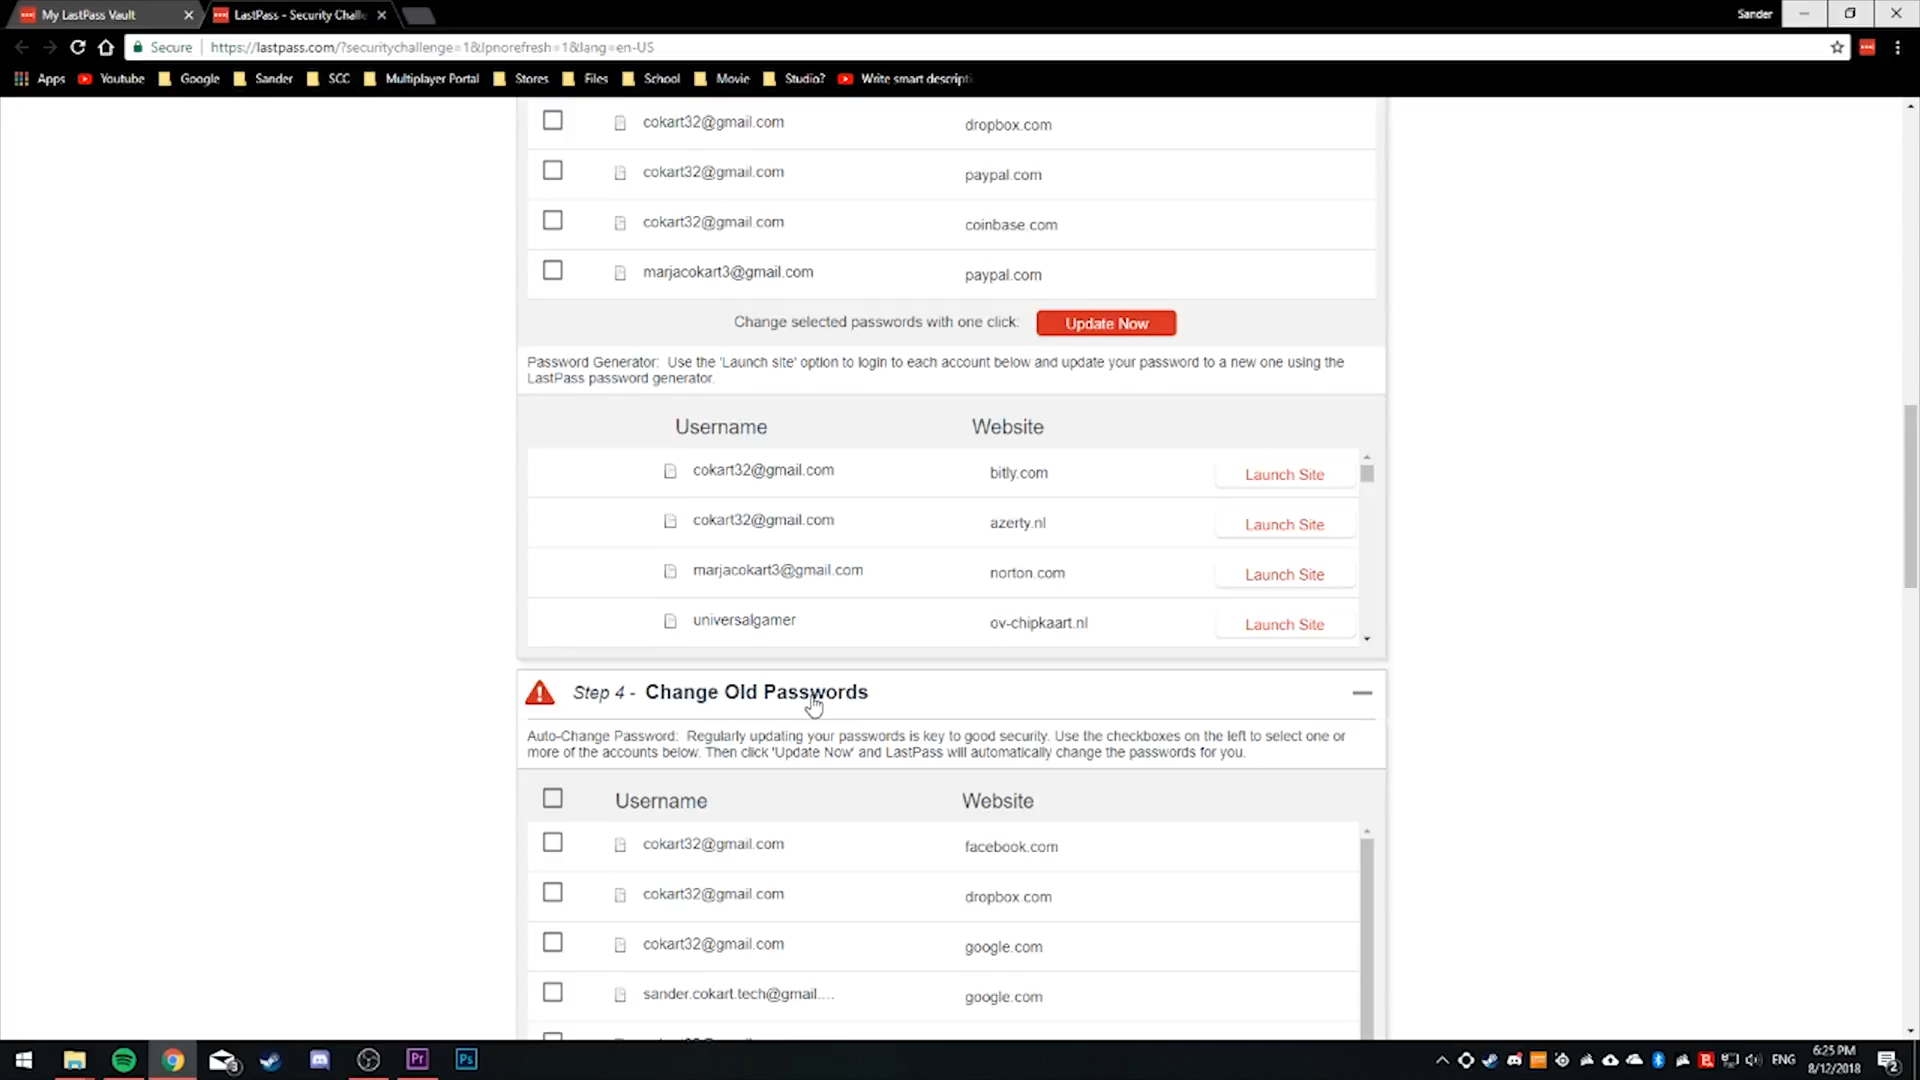 My LastPass Vault
LastPass - Security Challe
Sander
Secure
https://lastpass.com/?securitychallenge=1&lpnorefresh=1&lang=en-US
Apps
Youtube
Google
Sander
SCC
Multiplayer Portal
Stores
Files
School
Movie
Studio?
Write smart descripti
cokart32@gmail.com
dropbox.com
cokart32@gmail.com
paypal.com
cokart32@gmail.com
coinbase.com
marjacokart3@gmail.com
paypal.com
Change selected passwords with one click:
Update Now
Password Generator: Use the 'Launch site' option to login to each account below and update your password to a new one using the
LastPass password generator.
Username
Website
cokart32@gmail.com
bitly.com
Launch Site
cokart32@gmail.com
azerty.nl
Launch Site
marjacokart3@gmail.com
norton.com
Launch Site
universalgamer
ov-chipkaart.nl
Launch Site
Step 4 - Change Old Passwords
Auto-Change Password: Regularly updating your passwords is key to good security. Use the checkboxes on the left to select one or
more of the accounts below. Then click 'Update Now' and LastPass will automatically change the passwords for you.
Username
Website
cokart32@gmail.com
facebook.com
cokart32@gmail.com
dropbox.com
cokart32@gmail.com
google.com
sander.cokart.tech@gmail....
google.com
3
Pr
Ps
ENG
6:25 PM
8/12/2018
2